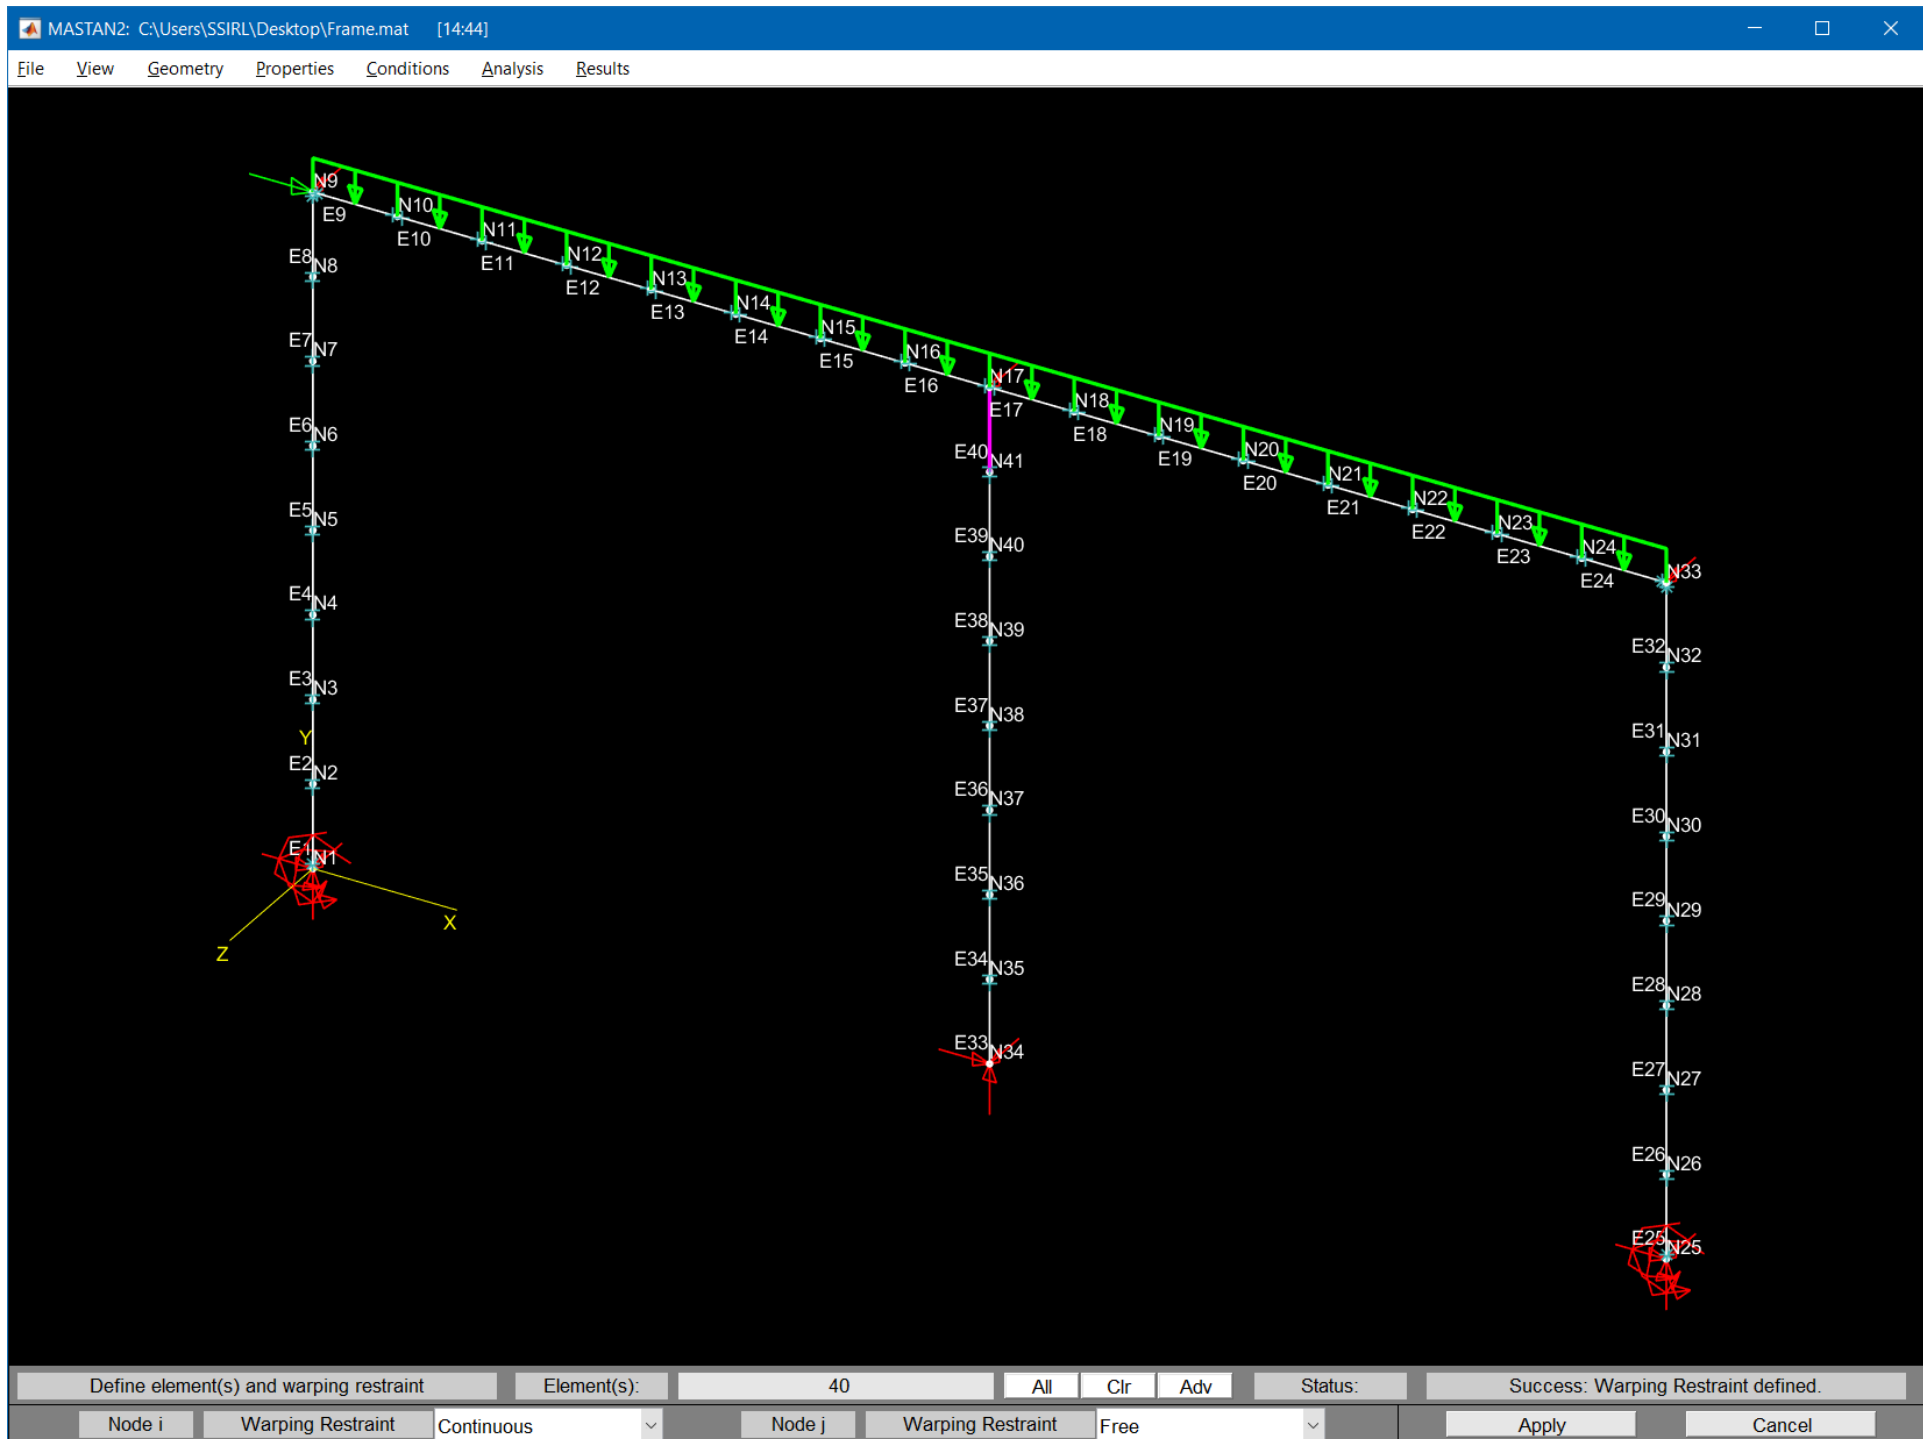 MASTAN2: C:\Users\SSIRL\Desktop\Frame.mat [14:44]
File View Geometry Properties Conditions Analysis Results
N9
E9
N10
E10
N11
E11
N12
E12
N13
E13
N14
E14
N15
E15
N16
E16
N17
E17
N18
E18
N19
E19
N20
E20
N21
E21
N22
E22
N23
E23
N24
E24
N33
E8 N8
E7 N7
E6 N6
E5 N5
E4 N4
E3 N3
Y
E2 N2
E1 N1
X
Z
E40 N41
E39 N40
E38 N39
E37 N38
E36 N37
E35 N36
E34 N35
E33 N34
E32 N32
E31 N31
E30 N30
E29 N29
E28 N28
E27 N27
E26 N26
E25 N25
Define element(s) and warping restraint Element(s): 40 All Clr Adv Status: Success: Warping Restraint defined.
Node i Warping Restraint Continuous Node j Warping Restraint Free Apply Cancel